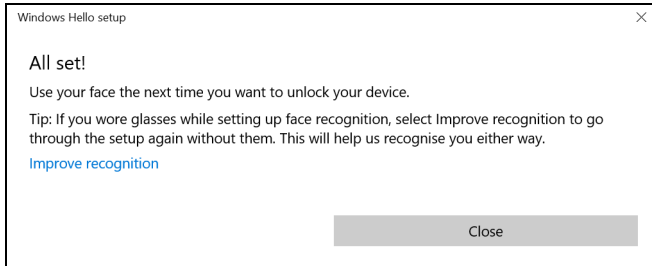 Windows Hello setup
All set!
Use your face the next time you want to unlock your device.
Tip: If you wore glasses while setting up face recognition, select Improve recognition to go
through the setup again without them. This will help us recognise you either way.
Improve recognition
Close